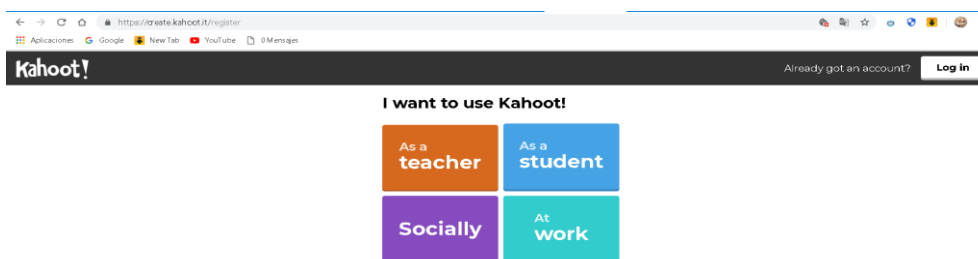 https://create.kahoot.it/register
Aplicaciones Google New Tab YouTube 0 Mensajes
Kahoot! Already got an account? Log in
I want to use Kahoot!
As a
teacher
As a
student
Socially
At
work